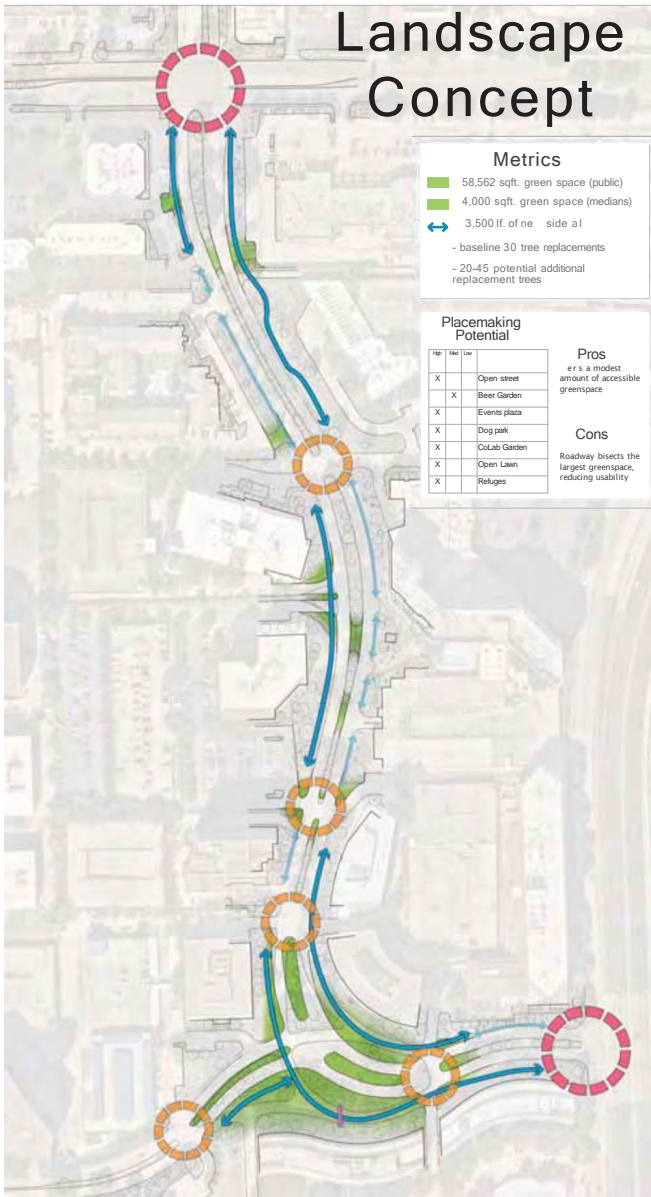 Landscape
Concept
Metrics
58,562 sqft. green space (public)
4,000 sqft. green space (medians)
3,500 lf. of ne side al
- baseline 30 tree replacements
- 20-45 potential additional
replacement trees
Placemaking
Potential
High Med Low
X Open street
X Beer Garden
X Events plaza
X Dog park
X CoLab Garden
X Open Lawn
X Refuges
Pros
er s a modest
amount of accessible
greenspace
Cons
Roadway bisects the
largest greenspace,
reducing usability